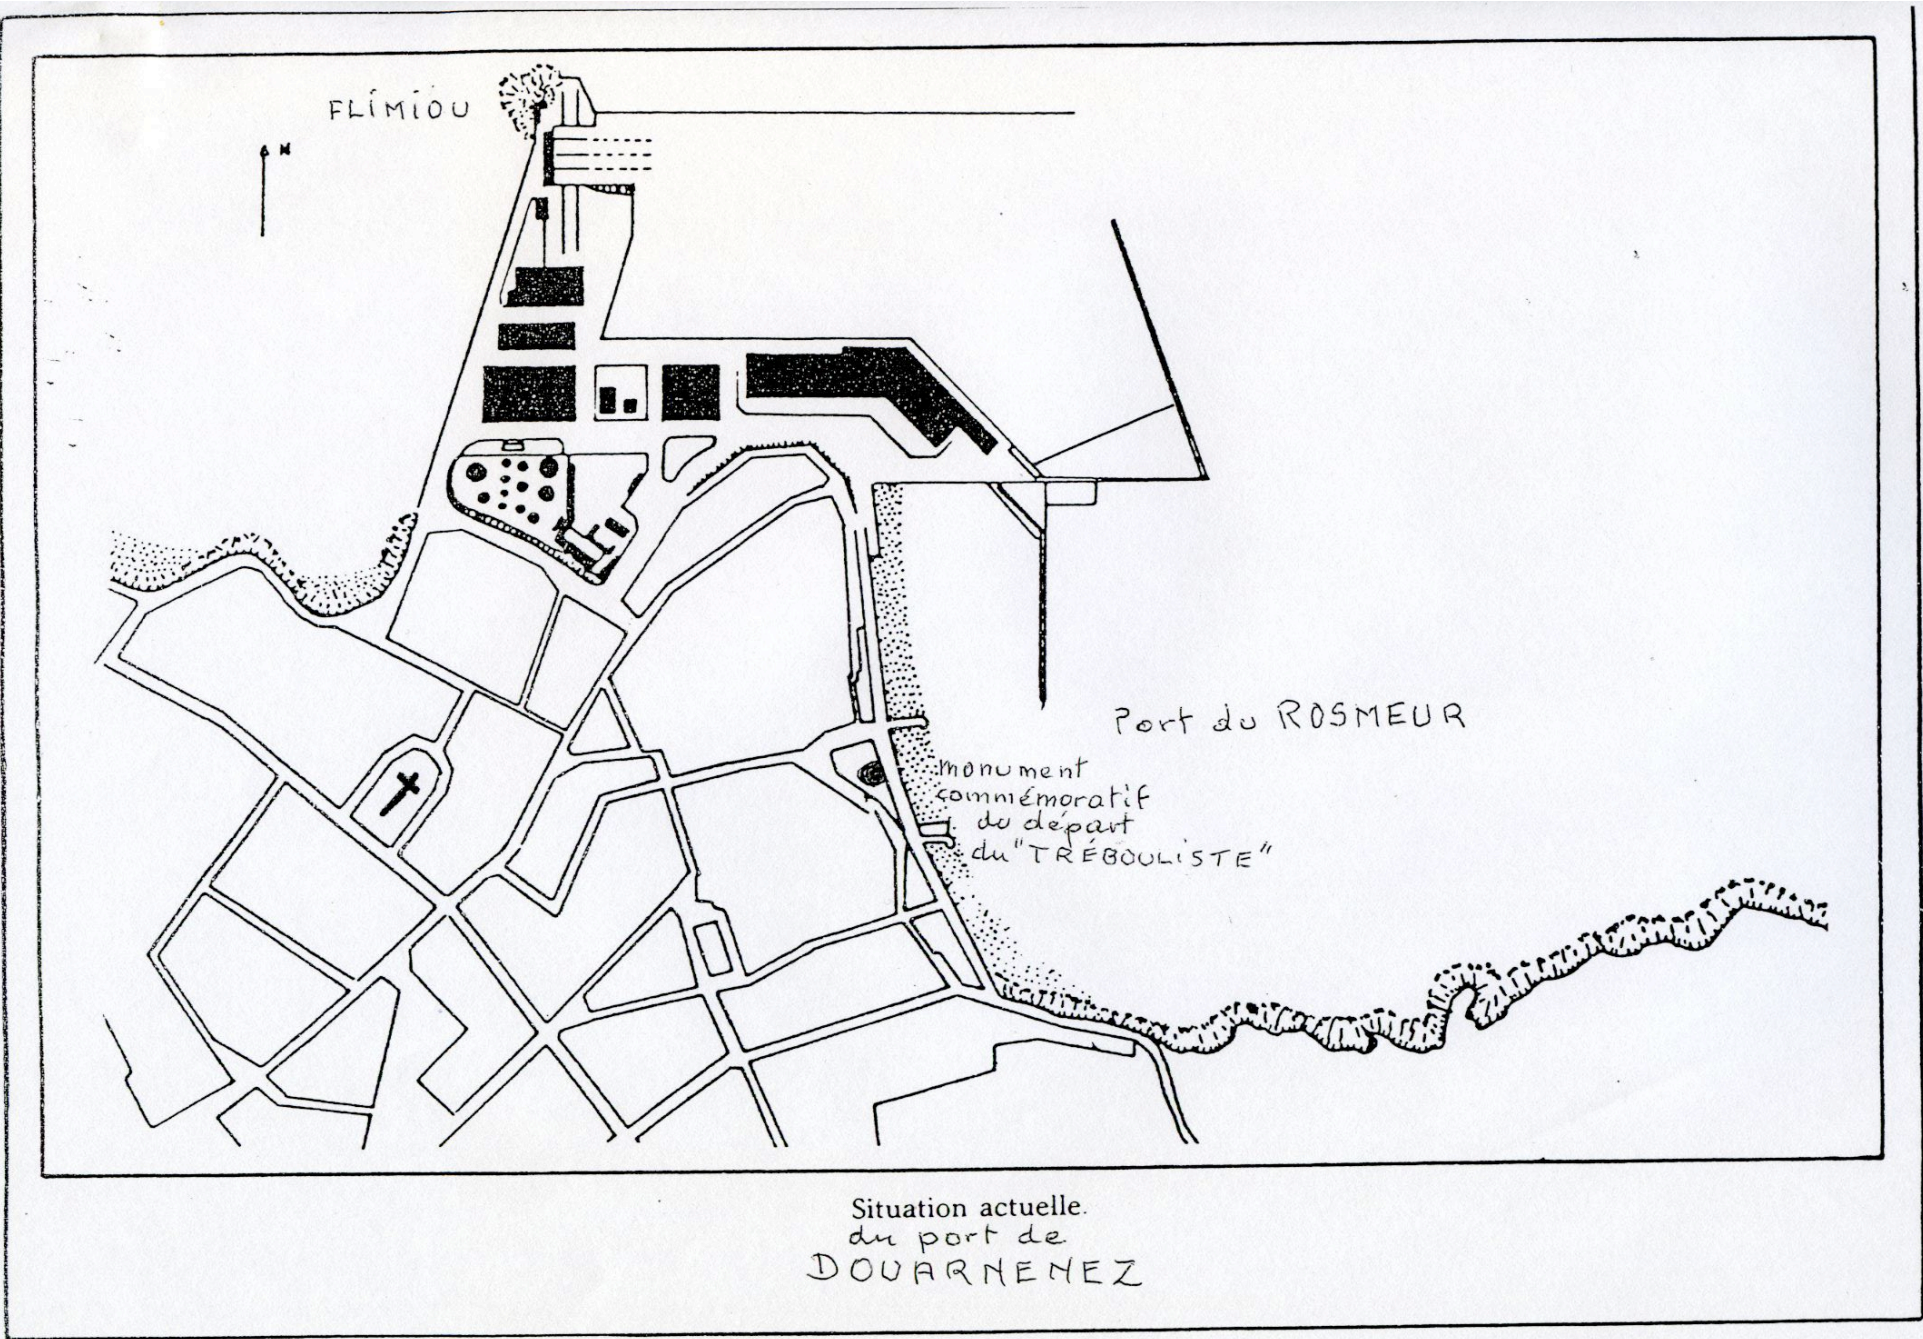 FLIMIOU
N
Port du ROSMEUR
monument
commémoratif
du départ
du "TRÉBOULISTE"
Situation actuelle.
du port de
DOUARNENEZ